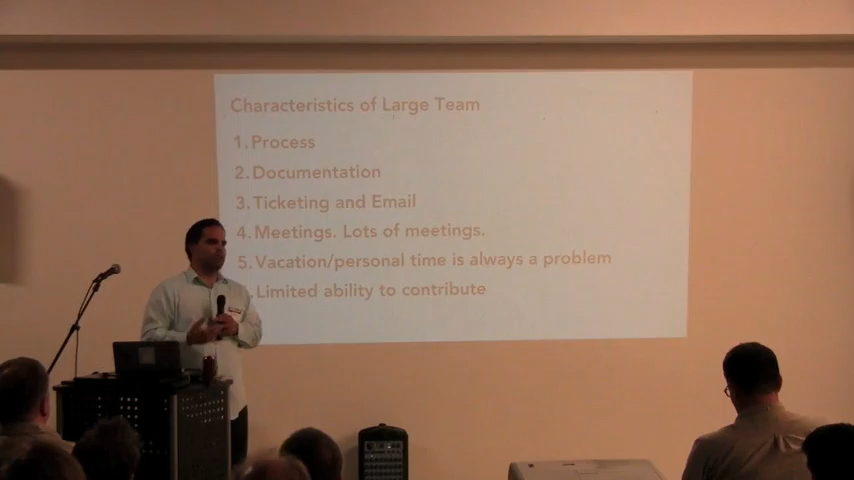 Characteristics of Large Team
1. Process
2. Documentation
3. Ticketing and Email
4. Meetings. Lots of meetings.
5. Vacation/personal time is always a problem
. Limited ability to contribute